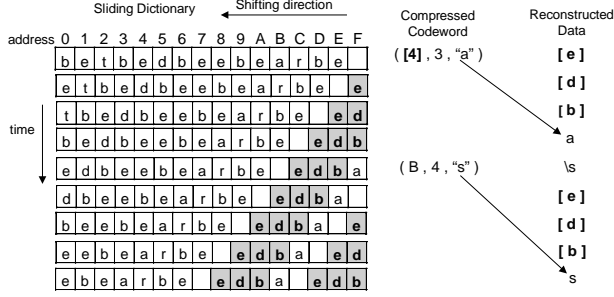 Sliding Dictionary Shifting direction
Compressed Codeword
Reconstructed Data
address 0 1 2 3 4 5 6 7 8 9 A B C D E F
b e t b e d b e e b e a r b e ( [4] , 3 , “a” ) [ e ]
e t b e d b e e b e a r b e e [ d ]
t b e d b e e b e a r b e e d [ b ]
time
b e d b e e b e a r b e e d b a
e d b e e b e a r b e e d b a ( B , 4 , “s” ) \s
d b e e b e a r b e e d b a [ e ]
b e e b e a r b e e d b a e [ d ]
e e b e a r b e e d b a e d [ b ]
e b e a r b e e d b a e d b s